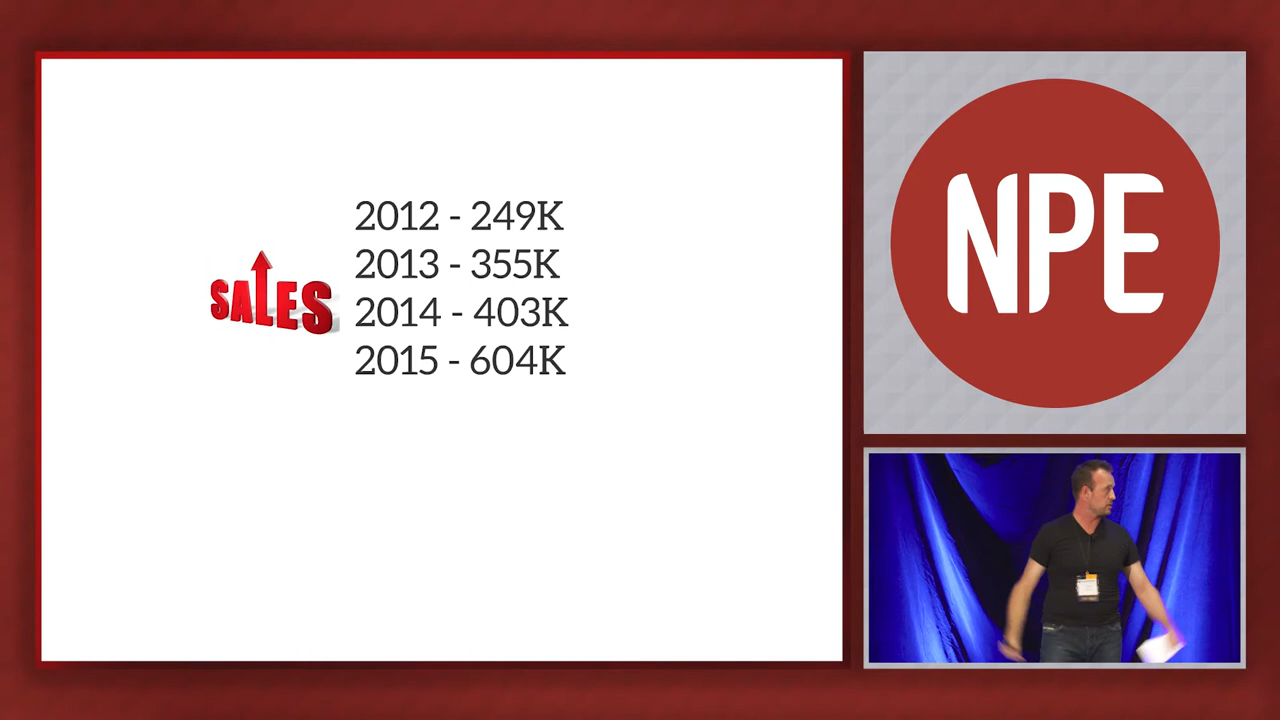 2012 - 249K
2013 - 355K
2014 - 403K
2015 - 604K
SALES
NPE